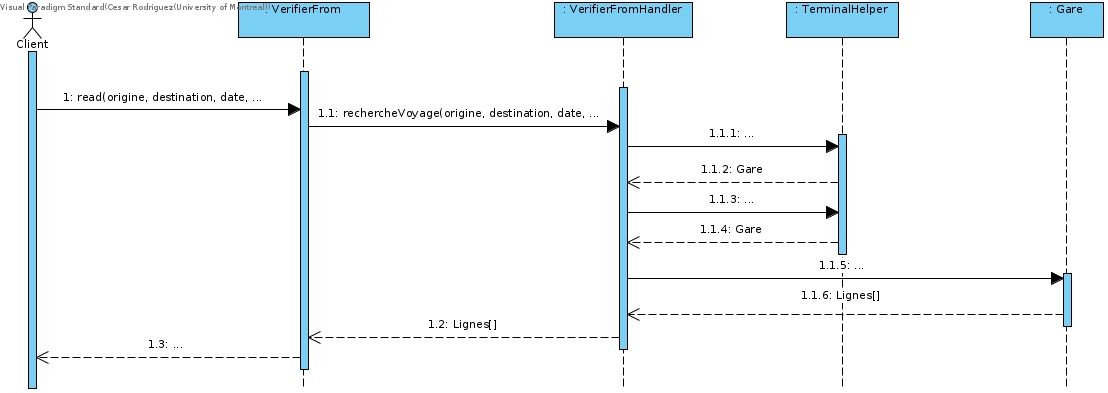 Visual Paradigm Standard(Cesar Rodriguez(University of Montreal))
: VerifierFrom
: VerifierFromHandler
: TerminalHelper
: Gare
Client
1: read(origine, destination, date, ...
1.1: rechercheVoyage(origine, destination, date, ...
1.1.1: ...
1.1.2: Gare
1.1.3: ...
1.1.4: Gare
1.1.5: ...
1.1.6: Lignes[]
1.2: Lignes[]
1.3: ...